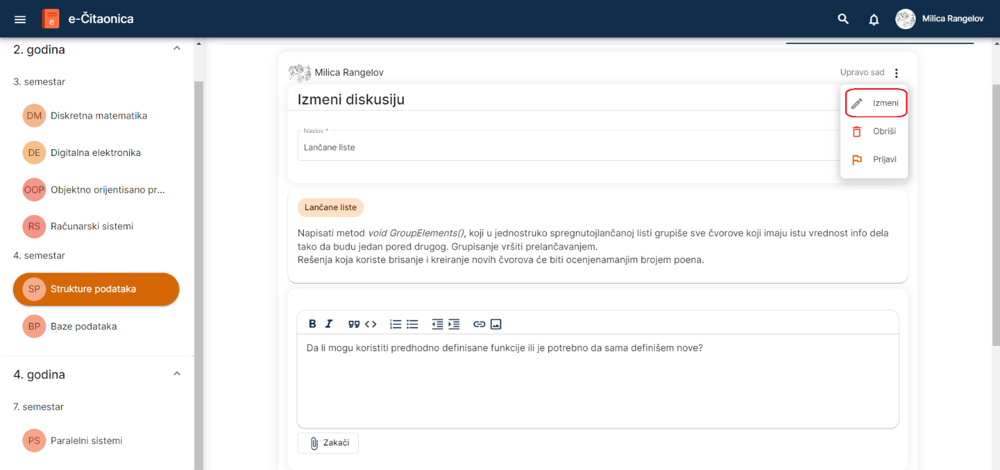 e
e-Čitaonica
Milica Rangelov
2. godina
3. semestar
DM Diskretna matematika
DE Digitalna elektronika
OOP Objektno orijentisano pr...
RS Računarski sistemi
4. semestar
SP Strukture podataka
BP Baze podataka
4. godina
7. semestar
PS Paralelni sistemi
Milica Rangelov
Upravo sad
Izmeni diskusiju
Naslov *
Lančane liste
Izmeni
Obriši
Prijavi
Lančane liste
Napisati metod void GroupElements(), koji u jednostruko spregnutojlančanoj listi grupiše sve čvorove koji imaju istu vrednost info dela
tako da budu jedan pored drugog. Grupisanje vršiti prelančavanjem.
Rešenja koja koriste brisanje i kreiranje novih čvorova će biti ocenjenamanjim brojem poena.
B I
Da li mogu koristiti predhodno definisane funkcije ili je potrebno da sama definišem nove?
Zakači